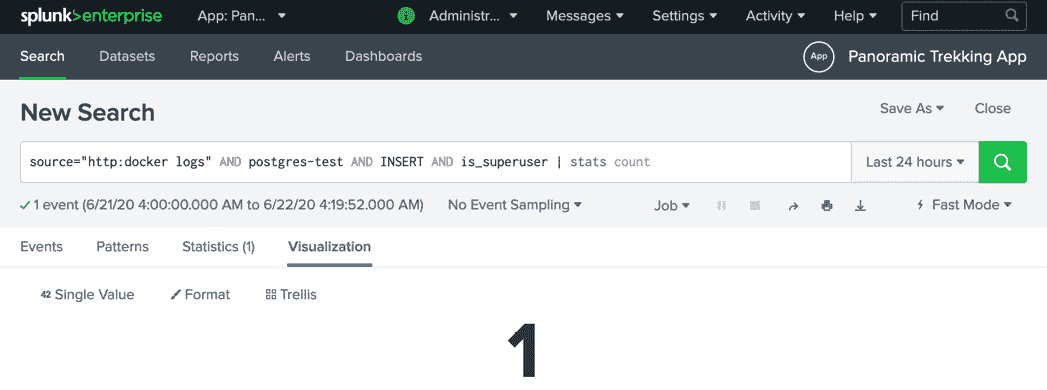 splunk>enterprise App: Pan... Administr... Messages Settings Activity Help Find
Search Datasets Reports Alerts Dashboards App Panoramic Trekking App
New Search Save As Close
source="http:docker logs" AND postgres-test AND INSERT AND is_superuser | stats count Last 24 hours
1 event (6/21/20 4:00:00.000 AM to 6/22/20 4:19:52.000 AM) No Event Sampling Job Fast Mode
Events Patterns Statistics (1) Visualization
42 Single Value Format Trellis
1